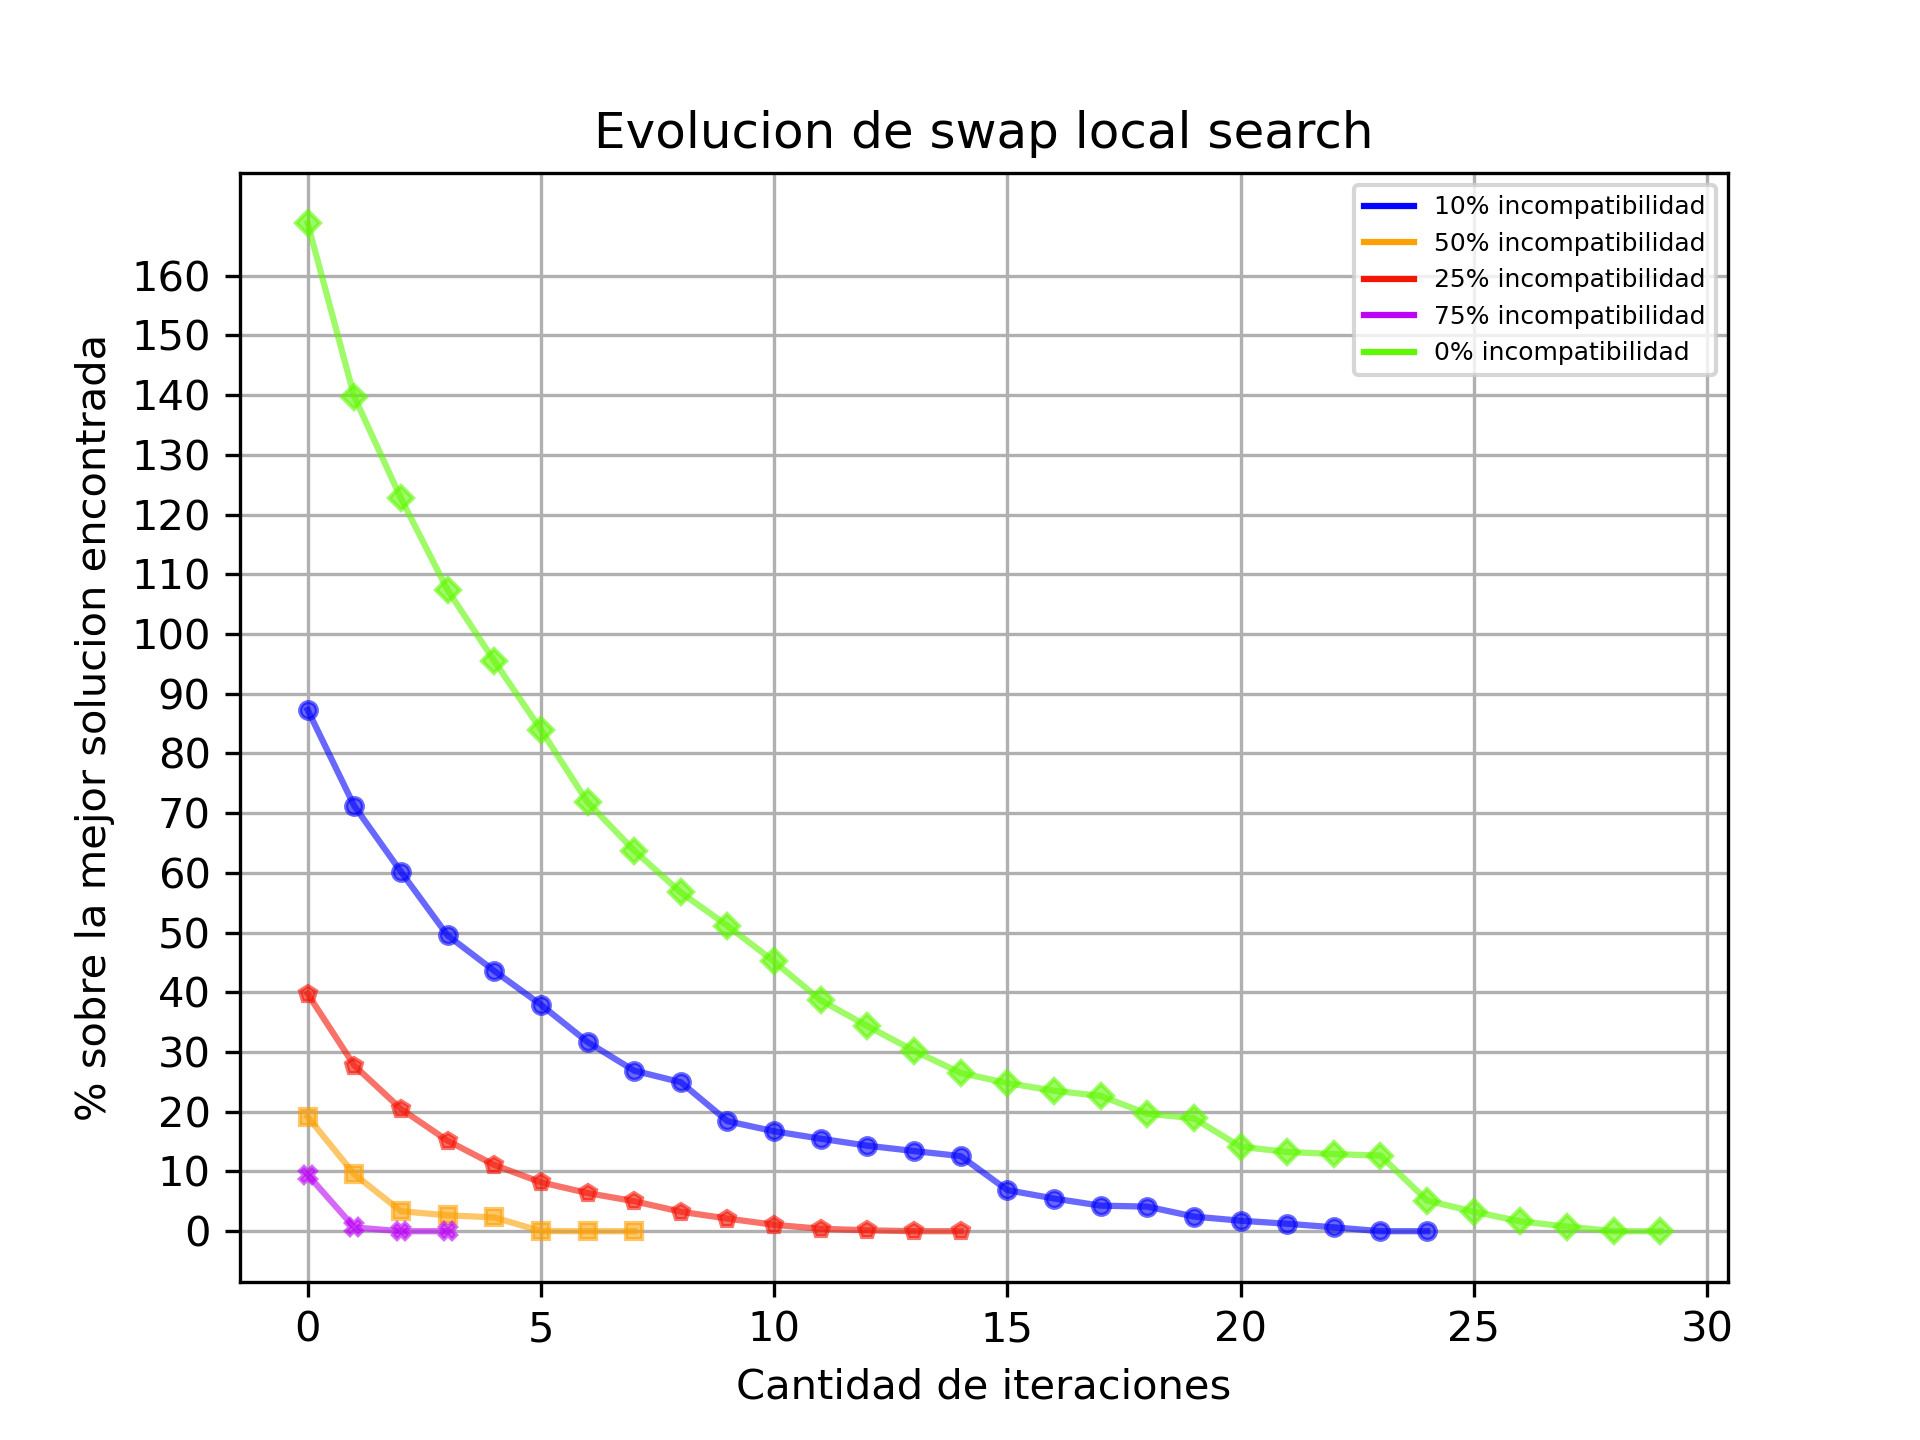 Evolucion de swap local search
10% incompatibilidad
50% incompatibilidad
25% incompatibilidad
75% incompatibilidad
0% incompatibilidad
% sobre la mejor solucion encontrada
160
150
140
130
120
110
100
90
80
70
60
50
40
30
20
10
0
0 5 10 15 20 25 30
Cantidad de iteraciones